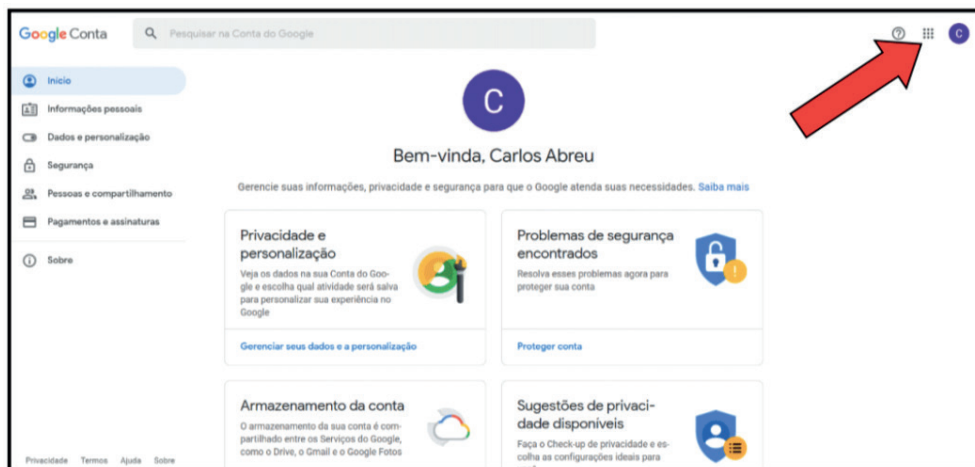 Google Conta
Pesquisar na Conta do Google
C
Início
Informações pessoais
Dados e personalização
Segurança
Pessoas e compartilhamento
Pagamentos e assinaturas
Sobre
C
Bem-vinda, Carlos Abreu
Gerencie suas informações, privacidade e segurança para que o Google atenda suas necessidades. Saiba mais
Privacidade e
personalização
Veja os dados na sua Conta do Goo-
gle e escolha qual atividade será salva
para personalizar sua experiência no
Google
Gerenciar seus dados e a personalização
Problemas de segurança
encontrados
Resolva esses problemas agora para
proteger sua conta
Proteger conta
Armazenamento da conta
O armazenamento da sua conta é com-
partilhado entre os Serviços do Google,
como o Drive, o Gmail e o Google Fotos
Sugestões de privaci-
dade disponíveis
Faça o Check-up de privacidade e es-
colha as configurações ideais para
Privacidade Termos Ajuda Sobre